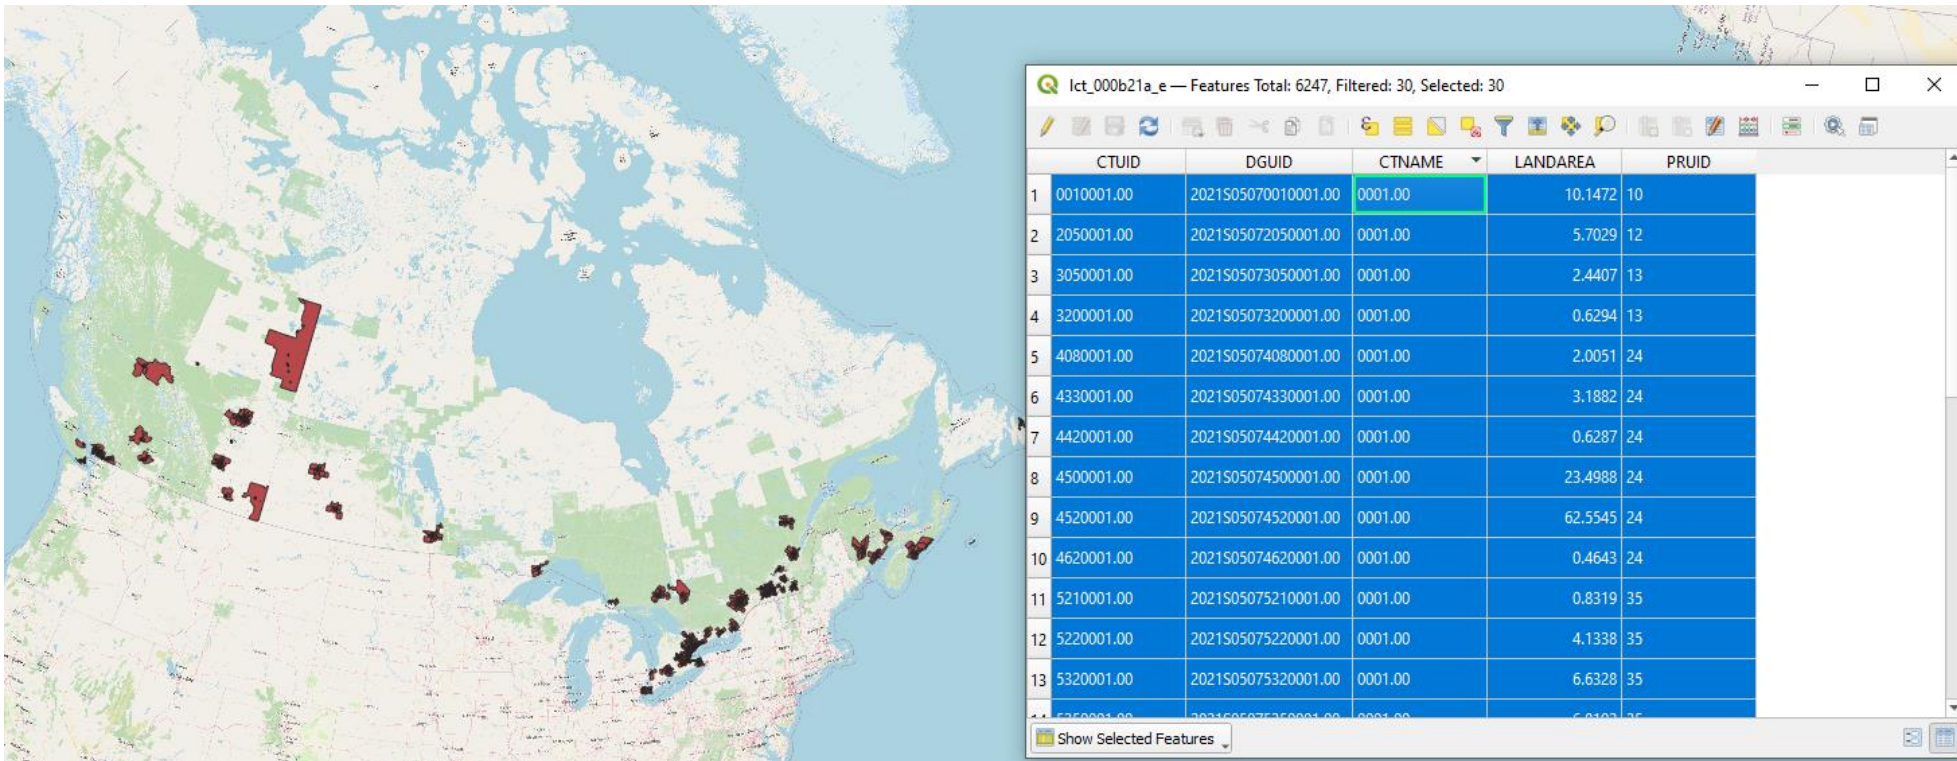 lct_000b21a_e — Features Total: 6247, Filtered: 30, Selected: 30
CTUID DGUID CTNAME LANDAREA PRUID
1 0010001.00 2021S05070010001.00 0001.00 10.1472 10
2 2050001.00 2021S05072050001.00 0001.00 5.7029 12
3 3050001.00 2021S05073050001.00 0001.00 2.4407 13
4 3200001.00 2021S05073200001.00 0001.00 0.6294 13
5 4080001.00 2021S05074080001.00 0001.00 2.0051 24
6 4330001.00 2021S05074330001.00 0001.00 3.1882 24
7 4420001.00 2021S05074420001.00 0001.00 0.6287 24
8 4500001.00 2021S05074500001.00 0001.00 23.4988 24
9 4520001.00 2021S05074520001.00 0001.00 62.5545 24
10 4620001.00 2021S05074620001.00 0001.00 0.4643 24
11 5210001.00 2021S05075210001.00 0001.00 0.8319 35
12 5220001.00 2021S05075220001.00 0001.00 4.1338 35
13 5320001.00 2021S05075320001.00 0001.00 6.6328 35
Show Selected Features